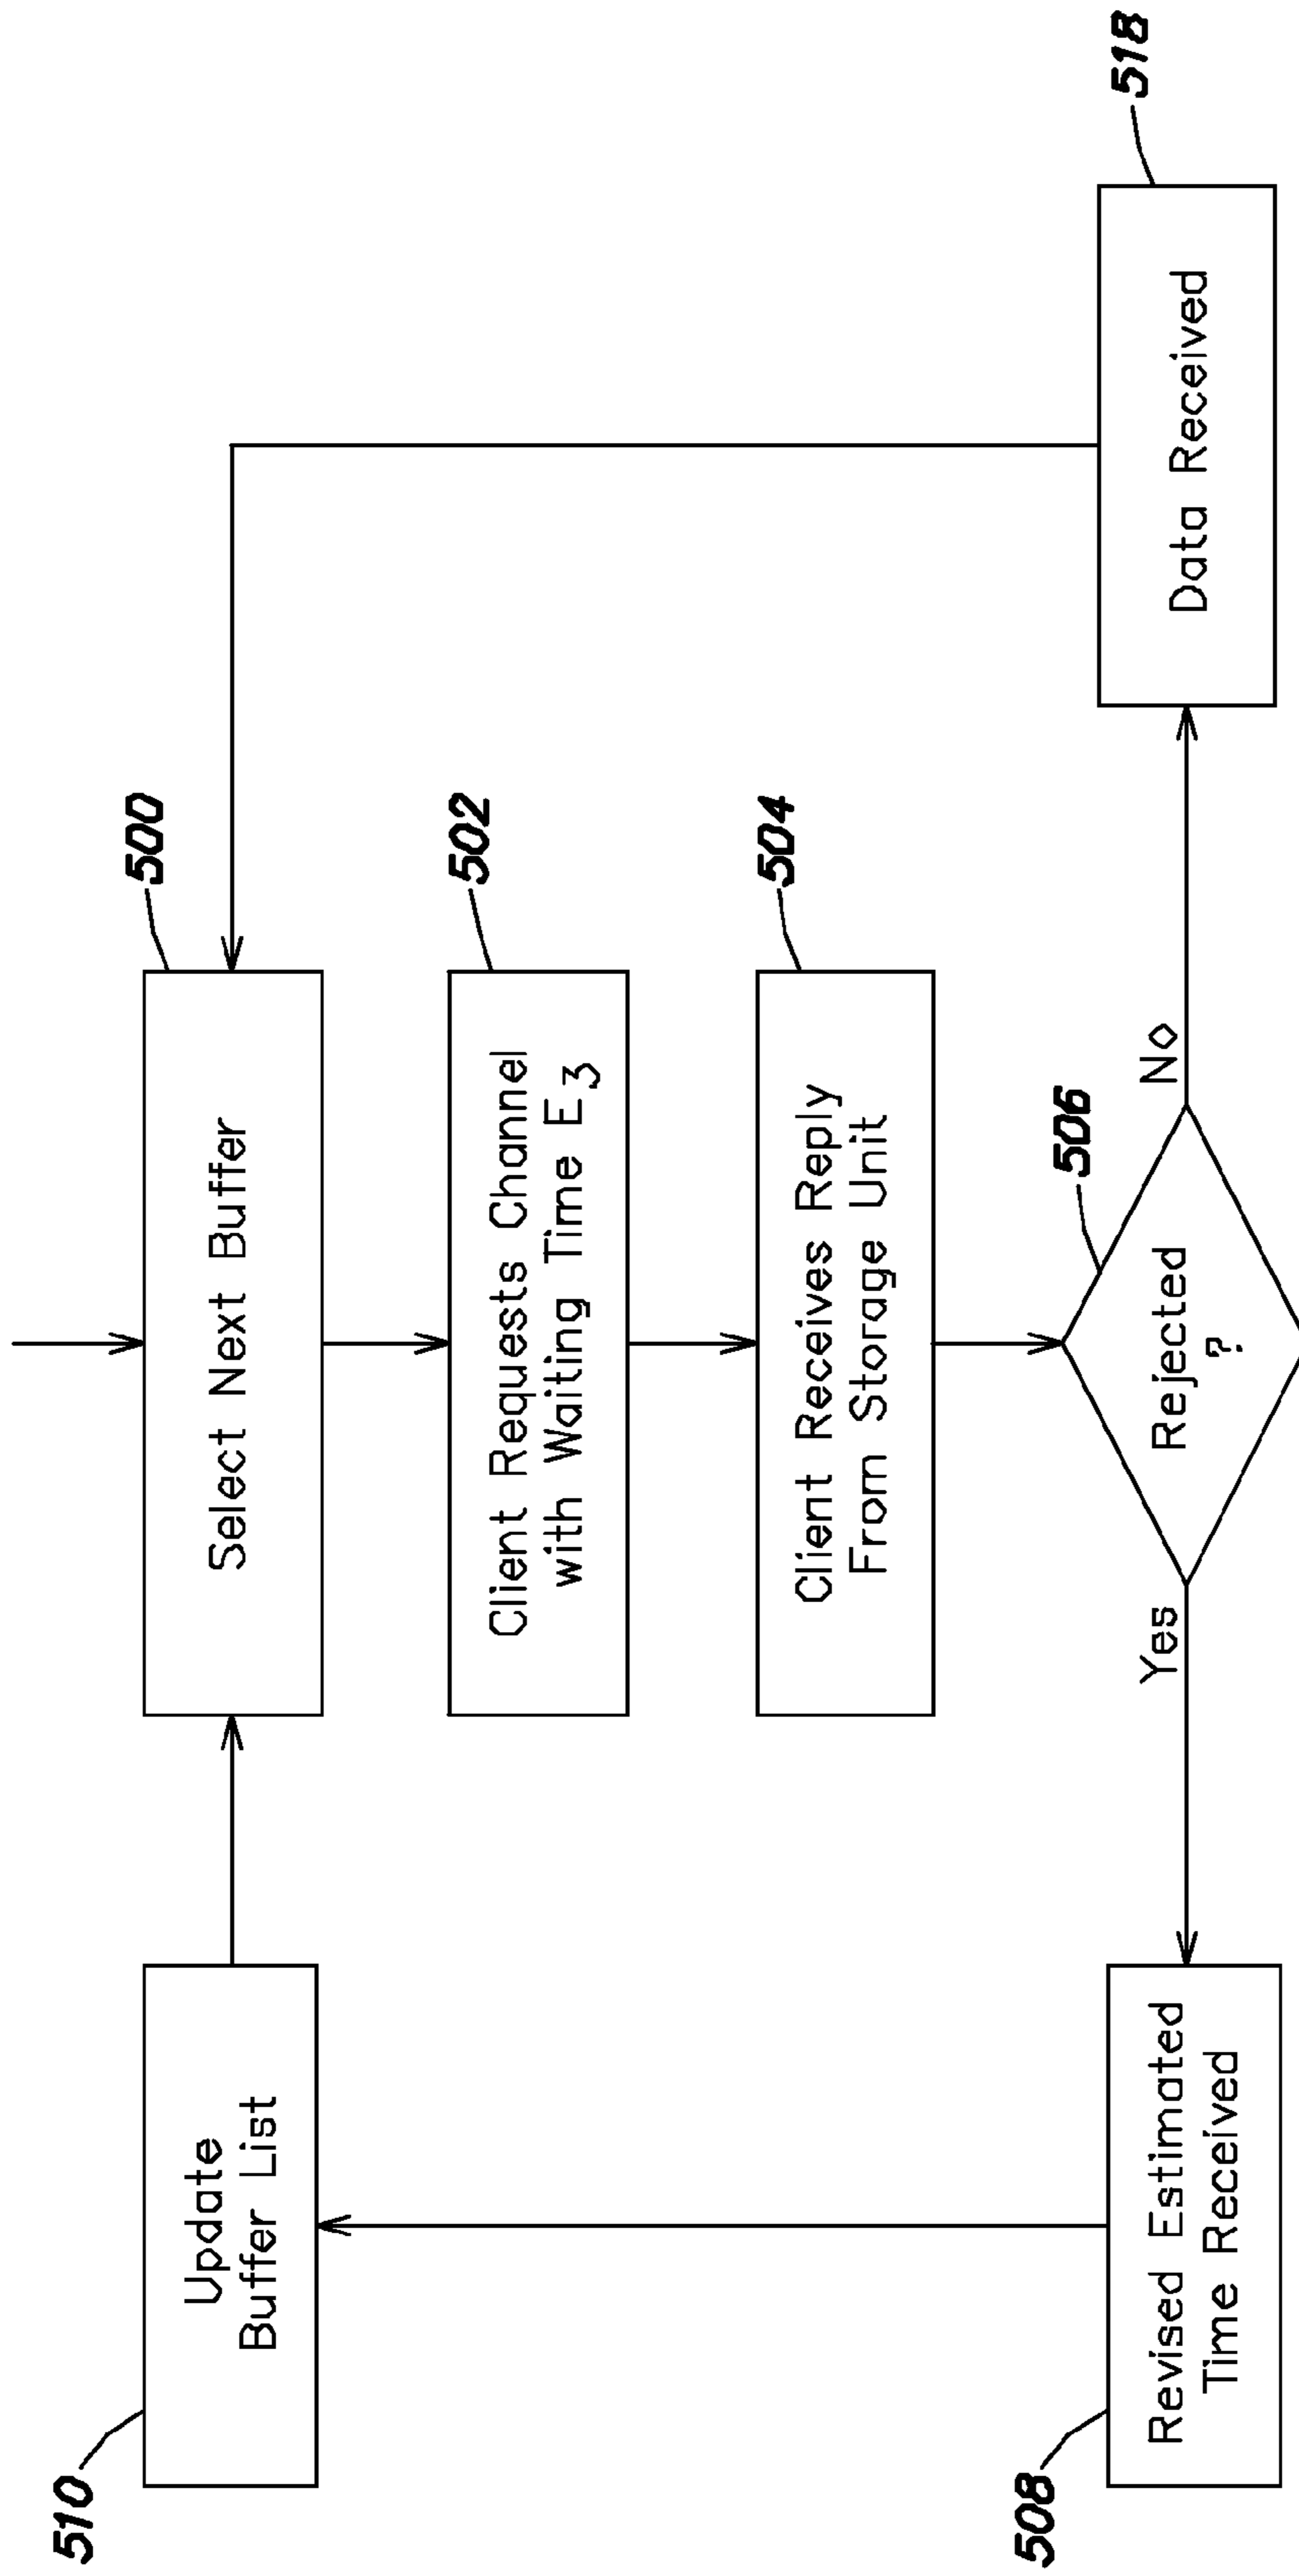 510
Update
Buffer List
500
Select Next Buffer
502
Client Requests Channel
with Waiting Time E3
504
Client Receives Reply
From Storage Unit
506
Rejected
?
Yes
No
508
Revised Estimated
Time Received
518
Data Received